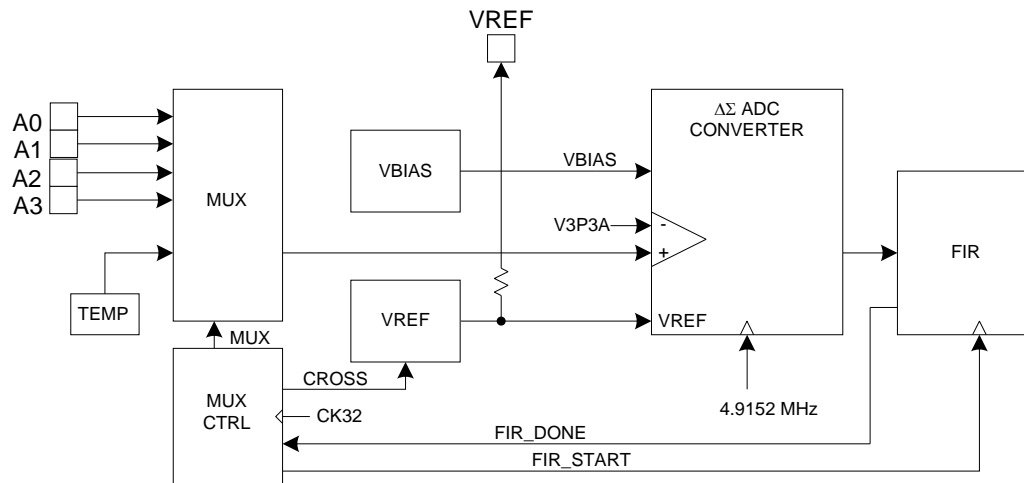 VREF
A0
A1
A2
A3
MUX
TEMP
VBIAS
VBIAS
V3P3A
-
+
ΔΣ ADC
CONVERTER
FIR
VREF
VREF
MUX
MUX
CTRL
CROSS
CK32
4.9152 MHz
FIR_DONE
FIR_START